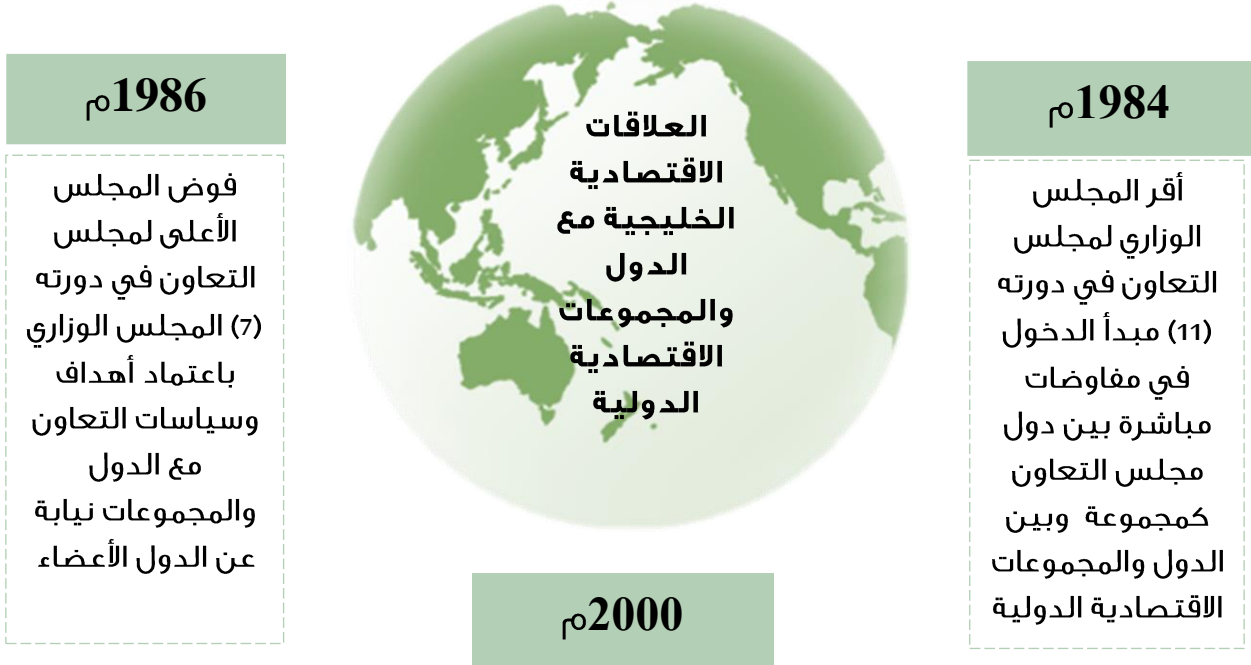 العلاقات
الاقتصادية
الخليجية مع
الدول
والمجموعات
الاقتصادية
الدولية
1984م
أقر المجلس
الوزاري لمجلس
التعاون في دورته
(11) مبدأ الدخول
في مفاوضات
مباشرة بين دول
مجلس التعاون
كمجموعة وبين
الدول والمجموعات
الاقتصادية الدولية
1986م
فوض المجلس
الأعلى لمجلس
التعاون في دورته
(7) المجلس الوزاري
باعتماد أهداف
وسياسات التعاون
مع الدول
والمجموعات نيابة
عن الدول الأعضاء
2000م